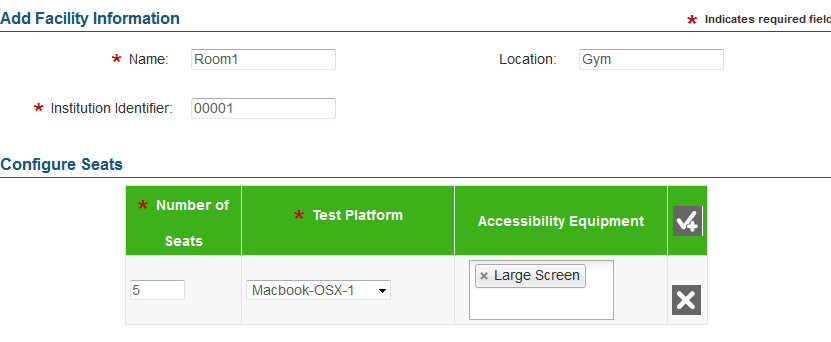 Add Facility Information
* Indicates required field
* Name: Room1 Location: Gym
* Institution Identifier: 00001
Configure Seats
* Number of Seats
* Test Platform
Accessibility Equipment
5
Macbook-OSX-1
× Large Screen